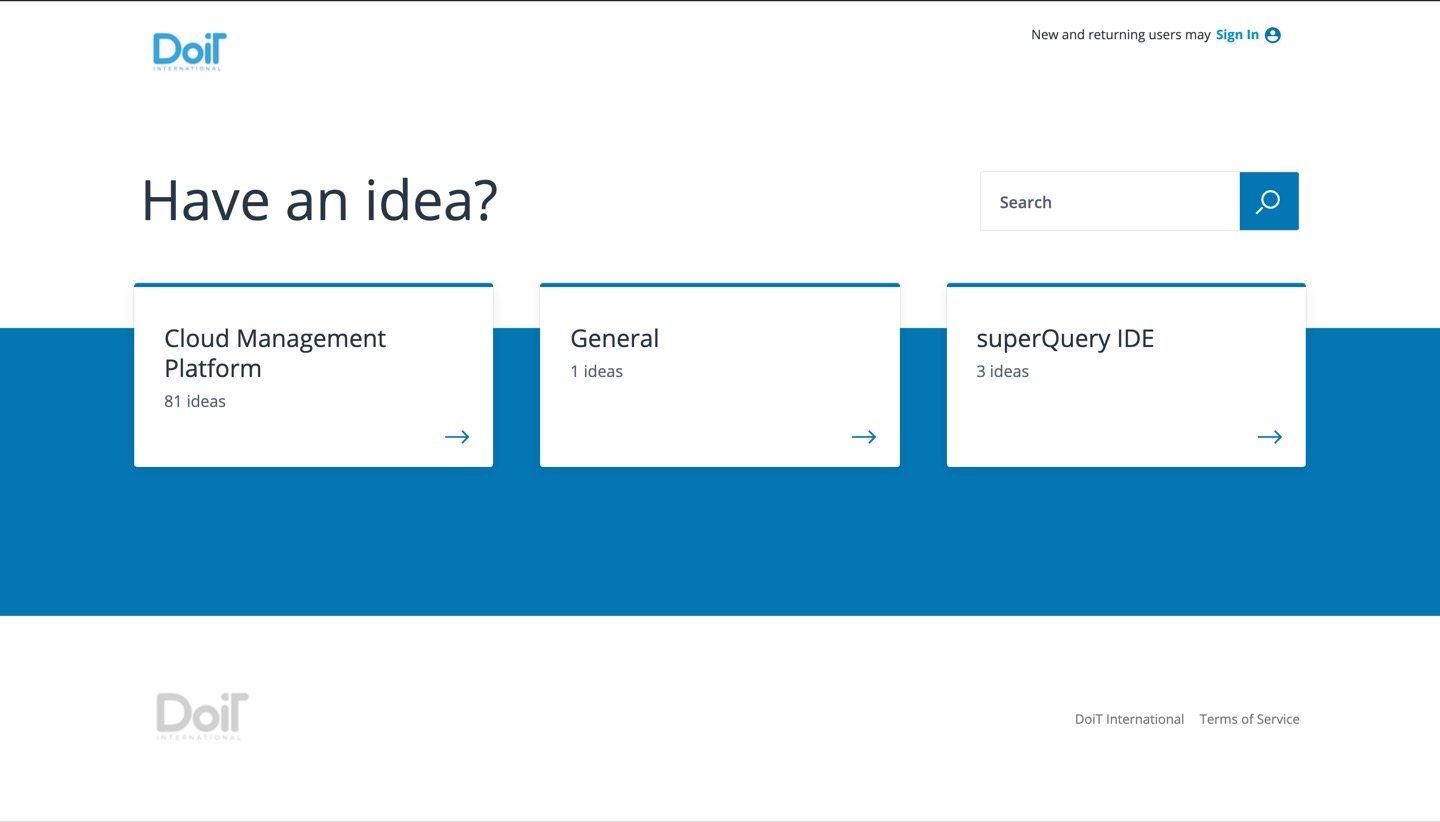 DoiT
INTERNATIONAL
New and returning users may Sign In
Have an idea?
Search
Cloud Management
Platform
81 ideas
General
1 ideas
superQuery IDE
3 ideas
DoiT
INTERNATIONAL
DoiT International Terms of Service